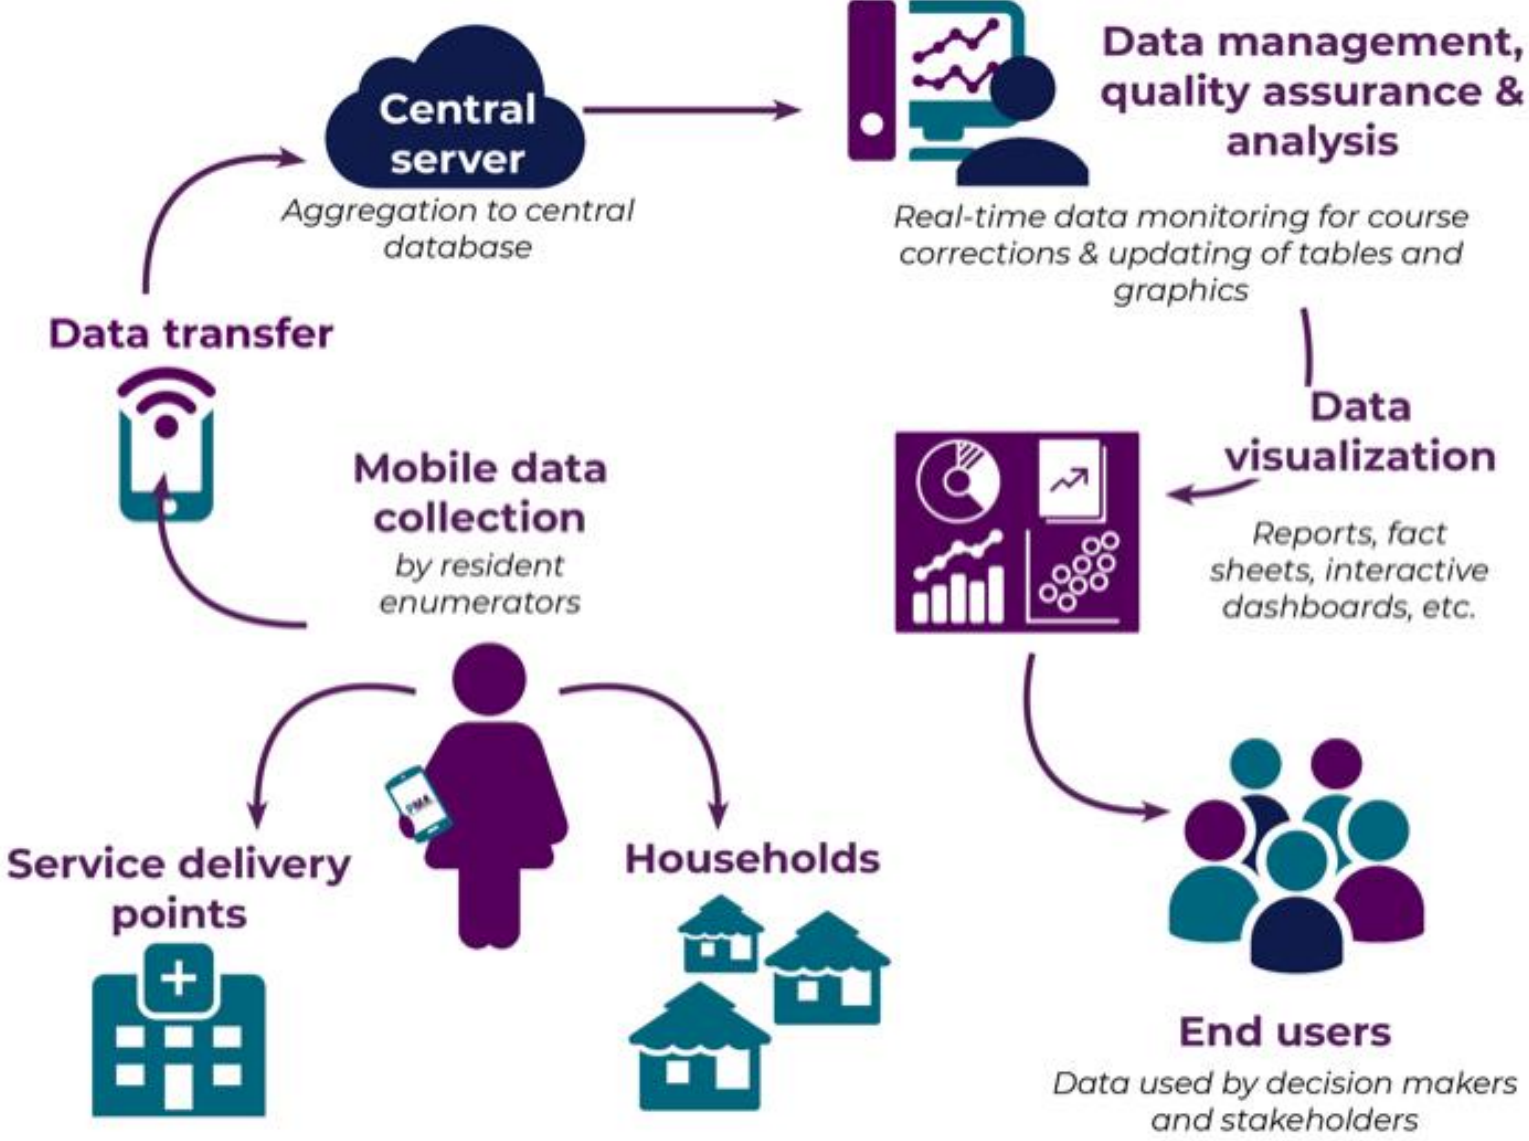 Central
server
Aggregation to central
database
Data management,
quality assurance &
analysis
Real-time data monitoring for course
corrections & updating of tables and
graphics
Data transfer
Mobile data
collection
by resident
enumerators
Data
visualization
Reports, fact
sheets, interactive
dashboards, etc.
PMA
Service delivery
points
Households
End users
Data used by decision makers
and stakeholders